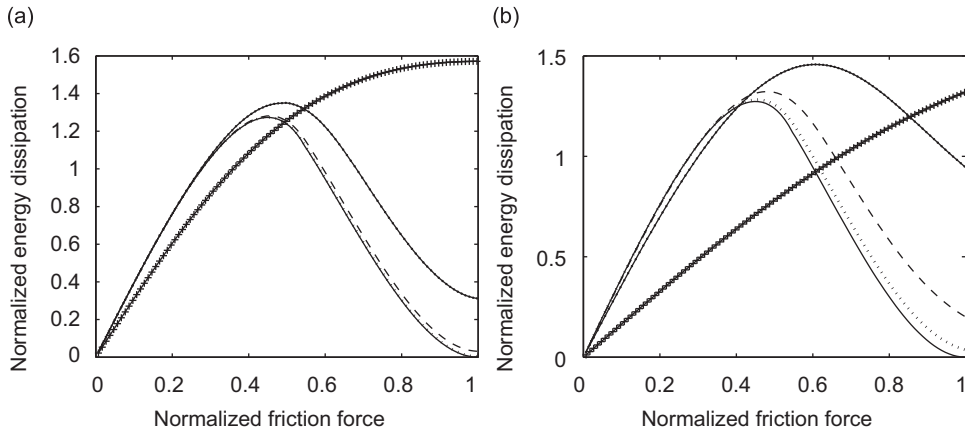 (a)
Normalized energy dissipation
1.6
1.4
1.2
1
0.8
0.6
0.4
0.2
0
0 0.2 0.4 0.6 0.8 1
Normalized friction force
(b)
Normalized energy dissipation
1.5
1
0.5
0
0 0.2 0.4 0.6 0.8 1
Normalized friction force